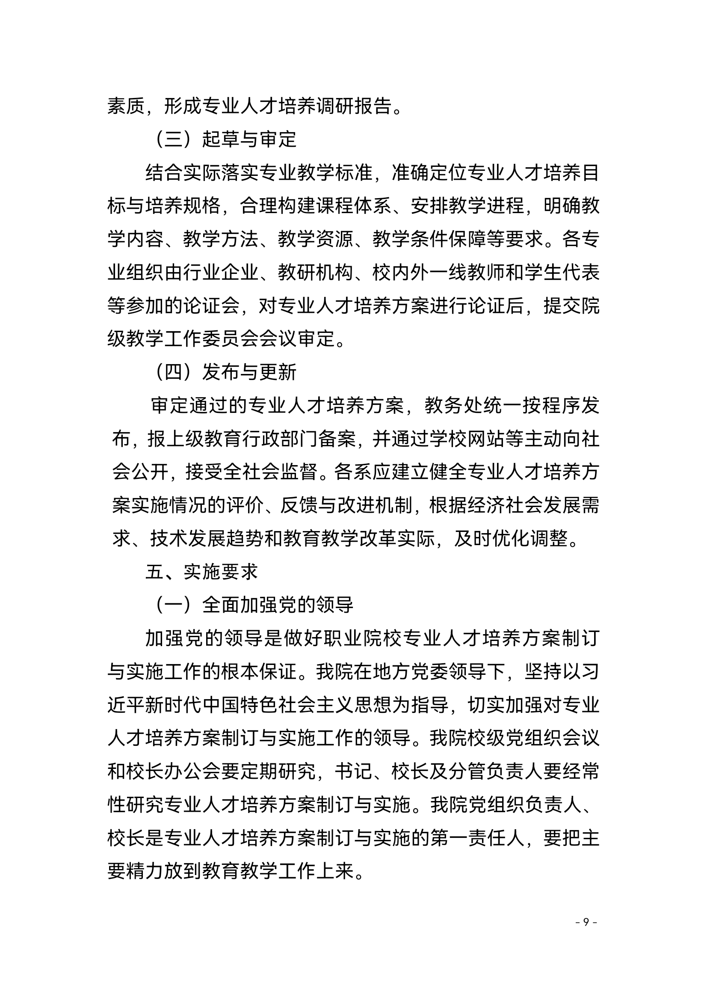 素质，形成专业人才培养调研报告。
（三）起草与审定
结合实际落实专业教学标准，准确定位专业人才培养目
标与培养规格，合理构建课程体系、安排教学进程，明确教
学内容、教学方法、教学资源、教学条件保障等要求。各专
业组织由行业企业、教研机构、校内外一线教师和学生代表
等参加的论证会，对专业人才培养方案进行论证后，提交院
级教学工作委员会会议审定。
（四）发布与更新
审定通过的专业人才培养方案，教务处统一按程序发
布，报上级教育行政部门备案，并通过学校网站等主动向社
会公开，接受全社会监督。各系应建立健全专业人才培养方
案实施情况的评价、反馈与改进机制，根据经济社会发展需
求、技术发展趋势和教育教学改革实际，及时优化调整。
五、实施要求
（一）全面加强党的领导
加强党的领导是做好职业院校专业人才培养方案制订
与实施工作的根本保证。我院在地方党委领导下，坚持以习
近平新时代中国特色社会主义思想为指导，切实加强对专业
人才培养方案制订与实施工作的领导。我院校级党组织会议
和校长办公会要定期研究，书记、校长及分管负责人要经常
性研究专业人才培养方案制订与实施。我院党组织负责人、
校长是专业人才培养方案制订与实施的第一责任人，要把主
要精力放到教育教学工作上来。
- 9 -